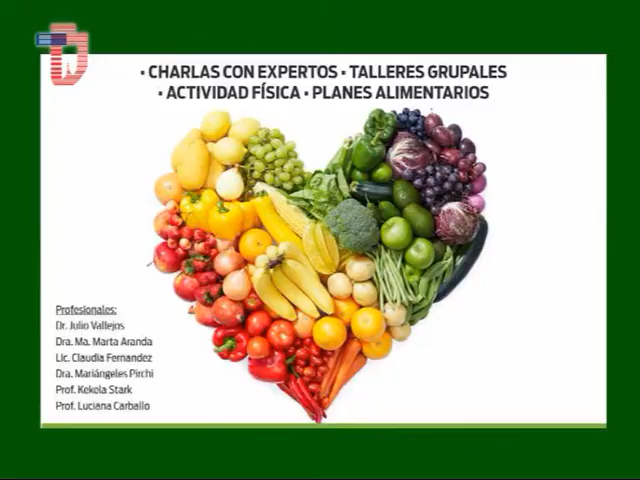 • CHARLAS CON EXPERTOS • TALLERES GRUPALES
• ACTIVIDAD FÍSICA • PLANES ALIMENTARIOS
Profesionales:
Dr. Julio Vallejos
Dra. Ma. Marta Aranda
Lic. Claudia Fernandez
Dra. Mariángeles Pirchi
Prof. Kekela Stark
Prof. Luciana Carballo